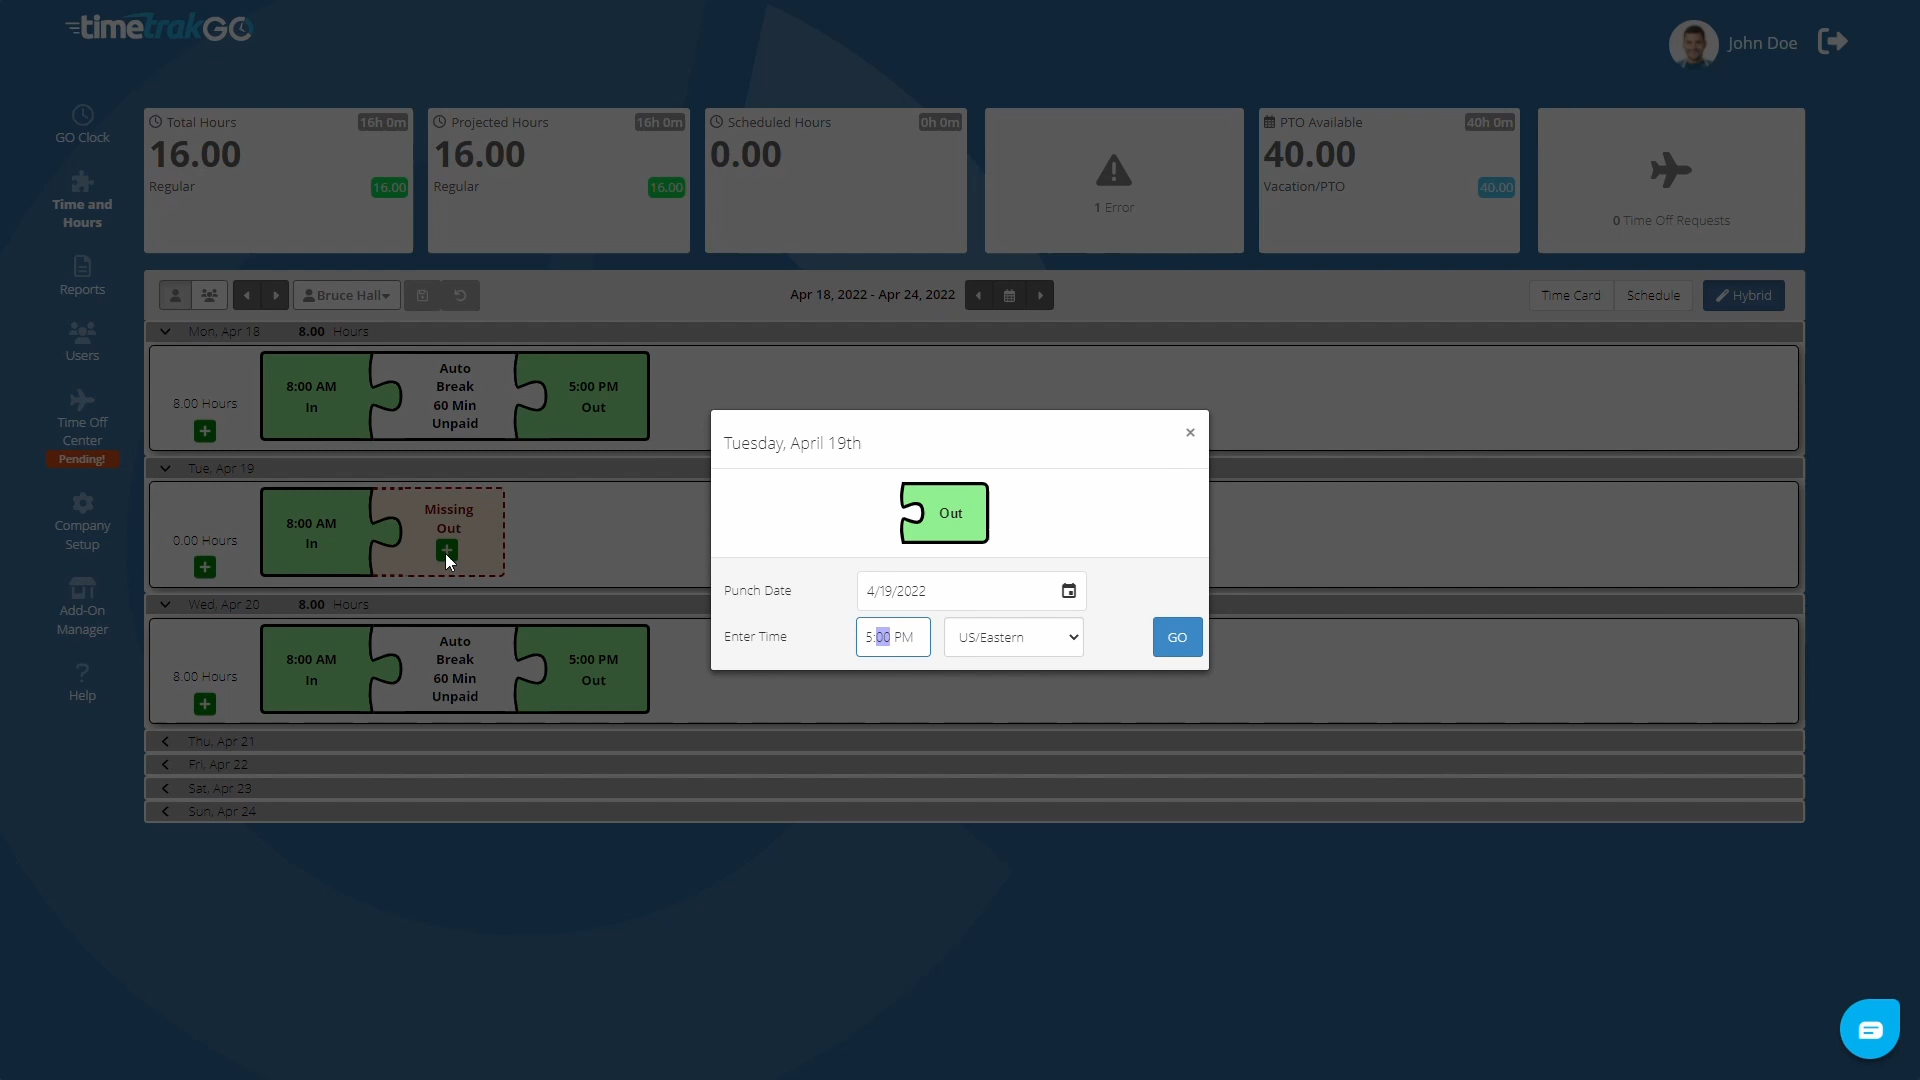 timetrakGO
John Doe
GO Clock
Time and
Hours
Reports
Users
Time Off
Center
Pending!
Company
Setup
Add-On
Manager
Help
Total Hours 16h 0m
16.00
Regular 16.00
Projected Hours 16h 0m
16.00
Regular 16.00
Scheduled Hours 0h 0m
0.00
1 Error
PTO Available 40h 0m
40.00
Vacation/PTO 40.00
0 Time Off Requests
Bruce Hall
Apr 18, 2022 - Apr 24, 2022
Time Card Schedule Hybrid
Mon, Apr 18 8.00 Hours
8.00 Hours
8:00 AM
In
Auto
Break
60 Min
Unpaid
5:00 PM
Out
Tue, Apr 19
0.00 Hours
8:00 AM
In
Missing
Out
Wed, Apr 20 8.00 Hours
8.00 Hours
8:00 AM
In
Auto
Break
60 Min
Unpaid
5:00 PM
Out
Thu, Apr 21
Fri, Apr 22
Sat, Apr 23
Sun, Apr 24
Tuesday, April 19th
×
Out
Punch Date 4/19/2022
Enter Time 5:00 PM US/Eastern GO